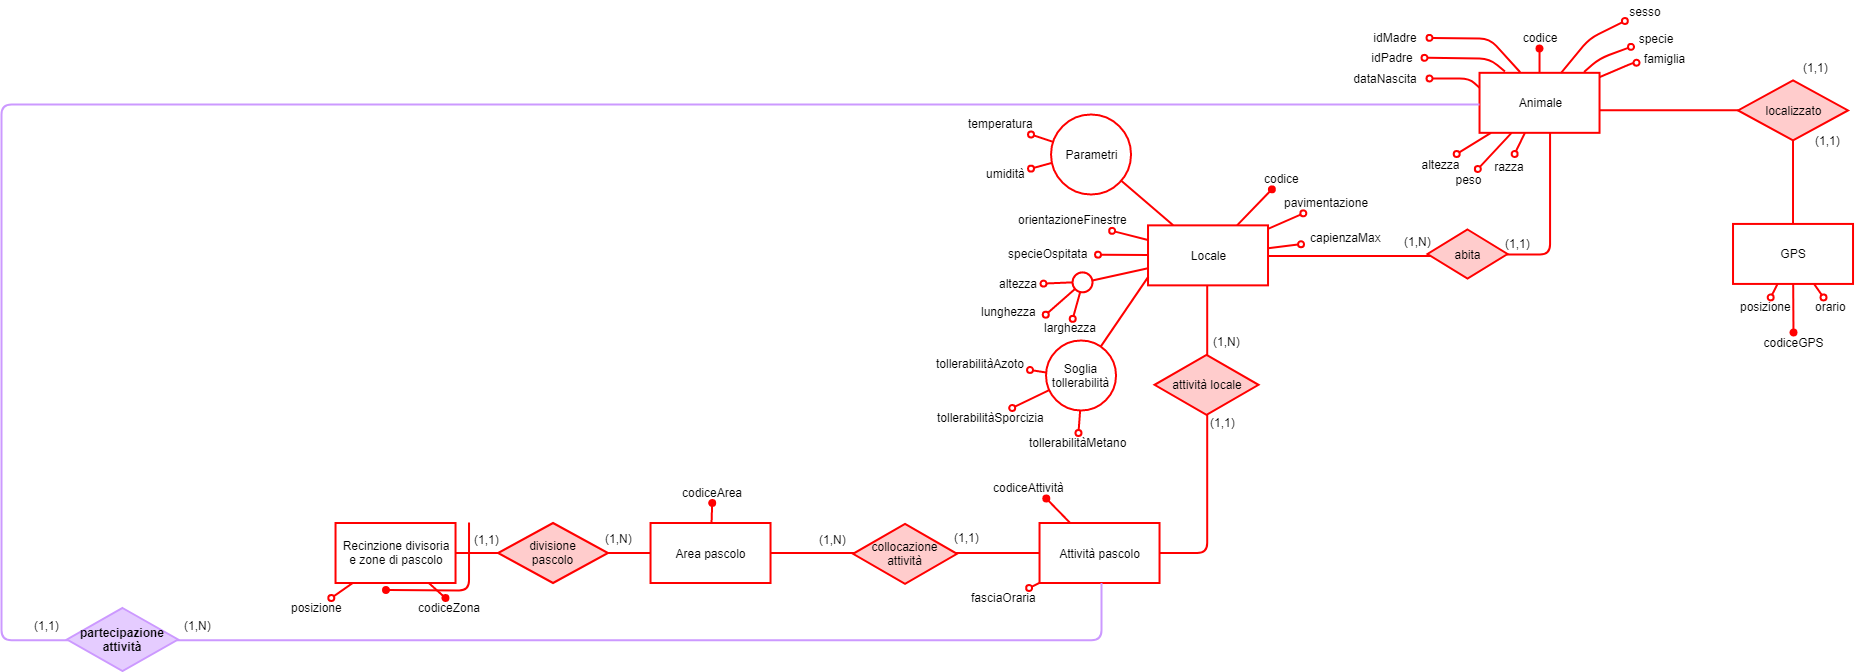 sesso
idMadre
codice
specie
idPadre
famiglia
(1,1)
dataNascita
Animale
localizzato
temperatura
Parametri
(1,1)
altezza
razza
umidità
peso
codice
pavimentazione
orientazioneFinestre
capienzaMax
(1,N)
(1,1)
specieOspitata
Locale
abita
GPS
altezza
posizione
orario
lunghezza
larghezza
(1,N)
codiceGPS
tollerabilitàAzoto
Soglia
tollerabilità
attività locale
tollerabilitàSporcizia
(1,1)
tollerabilitàMetano
codiceArea
codiceAttività
(1,1)
(1,N)
(1,N)
(1,1)
Recinzione divisoria
e zone di pascolo
divisione
pascolo
Area pascolo
collocazione
attività
Attività pascolo
posizione
codiceZona
fasciaOraria
(1,1)
(1,N)
partecipazione
attività